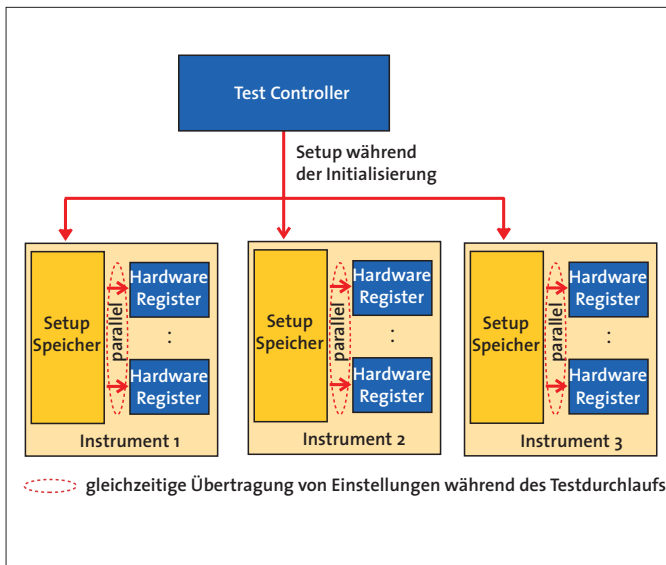 Test Controller
Setup während
der Initialisierung
Setup
Speicher
parallel
Hardware
Register
:
Hardware
Register
Instrument 1
Setup
Speicher
parallel
Hardware
Register
:
Hardware
Register
Instrument 2
Setup
Speicher
parallel
Hardware
Register
:
Hardware
Register
Instrument 3
gleichzeitige Übertragung von Einstellungen während des Testdurchlaufs